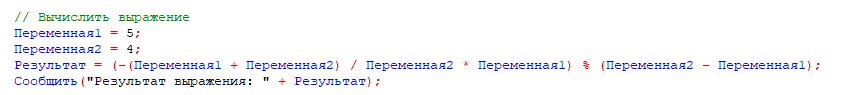 // Вычислить выражение
Переменная1 = 5;
Переменная2 = 4;
Результат = (-(Переменная1 + Переменная2) / Переменная2 * Переменная1) % (Переменная2 - Переменная1);
Сообщить("Результат выражения: " + Результат);